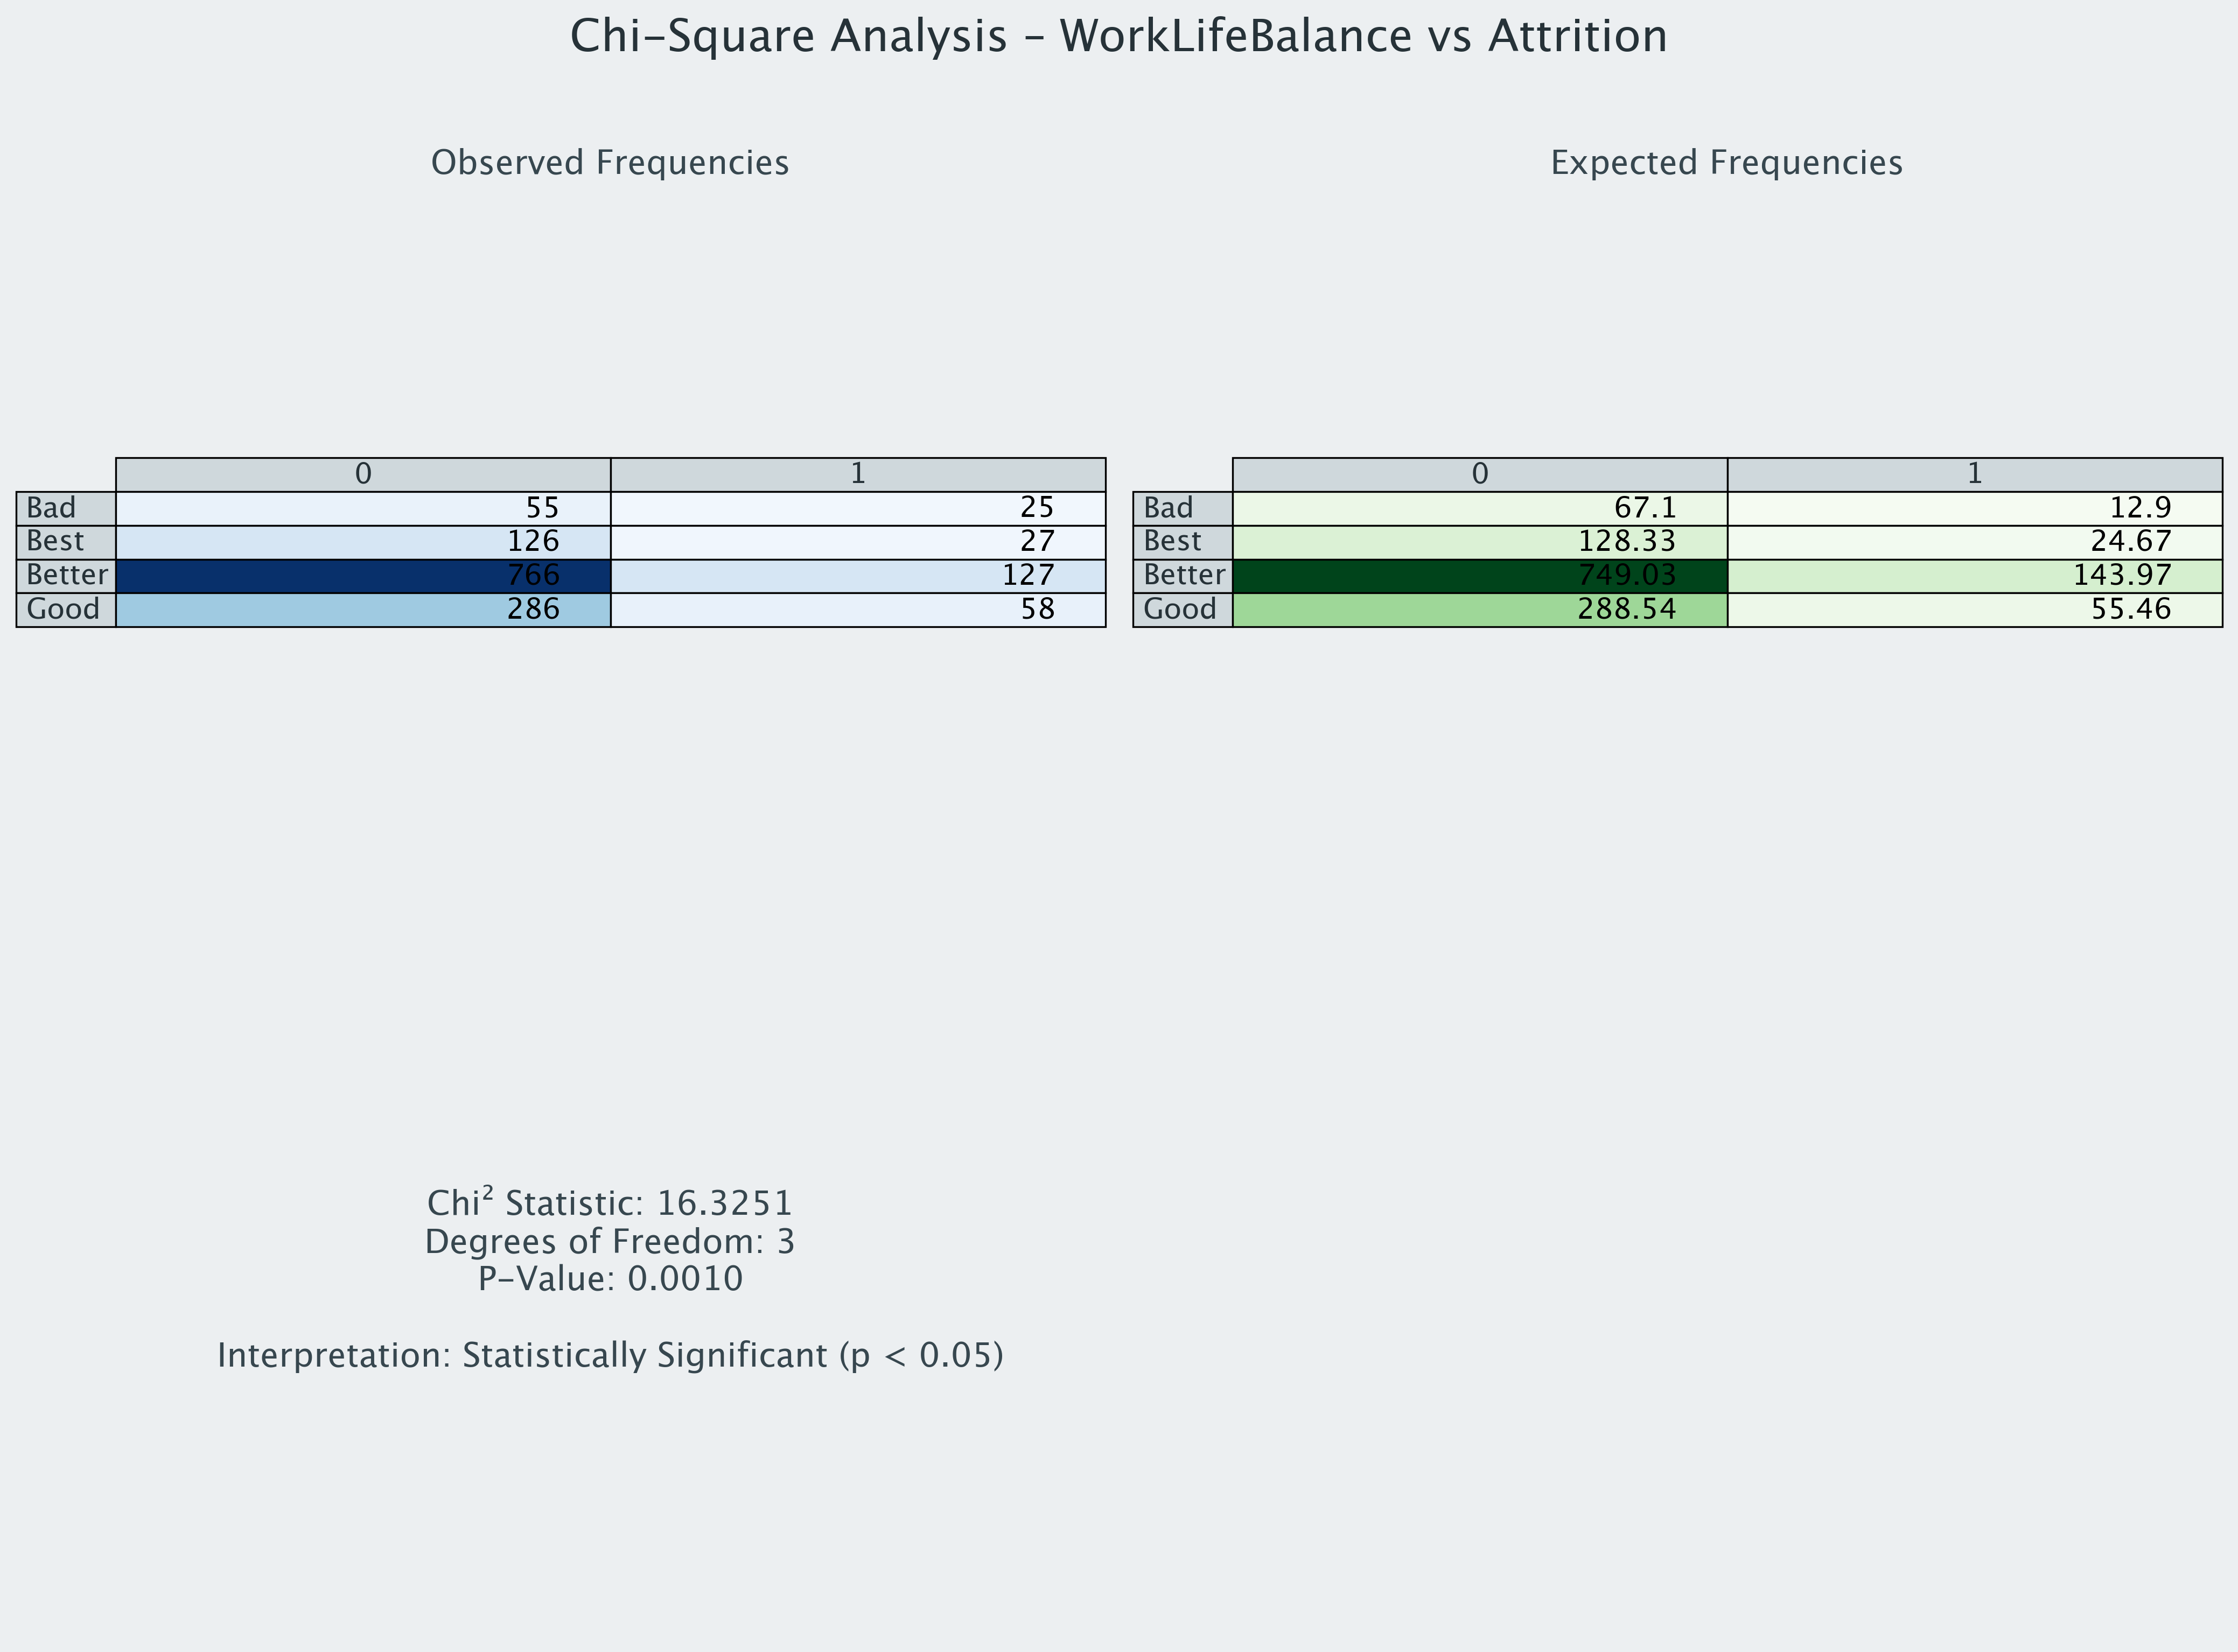 Chi-Square Analysis – WorkLifeBalance vs Attrition
Observed Frequencies
0 1
Bad 55 25
Best 126 27
Better 766 127
Good 286 58
Expected Frequencies
0 1
Bad 67.1 12.9
Best 128.33 24.67
Better 749.03 143.97
Good 288.54 55.46
Chi² Statistic: 16.3251
Degrees of Freedom: 3
P-Value: 0.0010
Interpretation: Statistically Significant (p < 0.05)